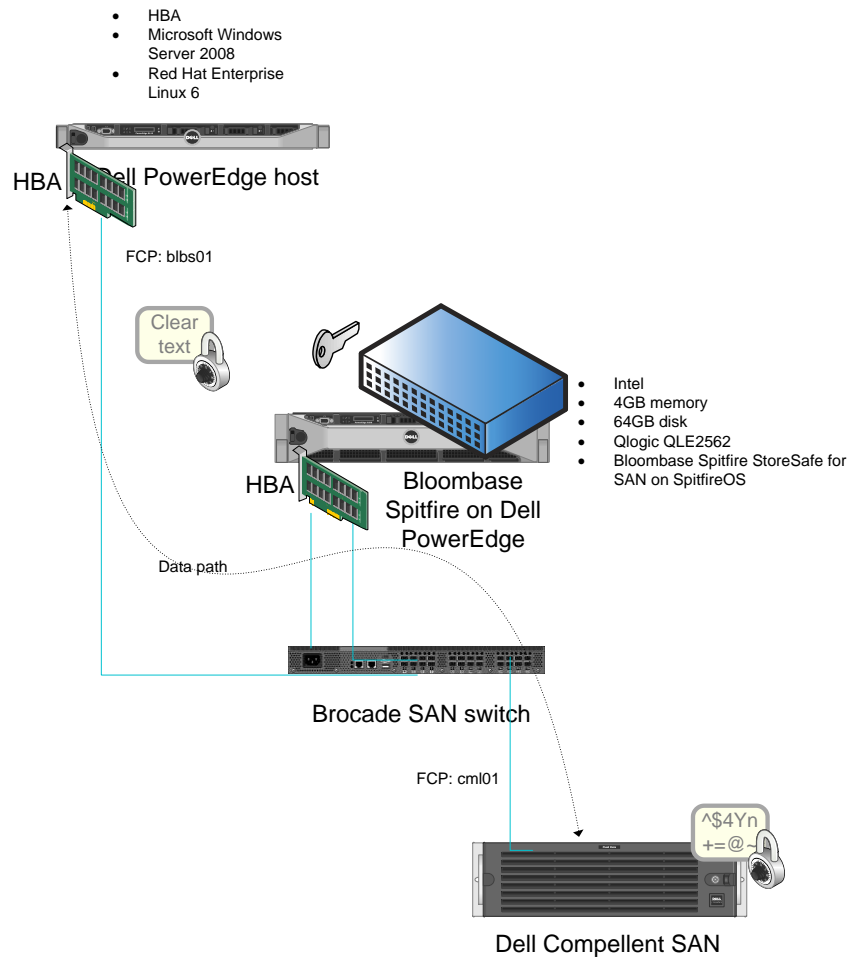 HBA
Microsoft Windows
Server 2008
Red Hat Enterprise
Linux 6
Dell PowerEdge host
HBA
FCP: blbs01
Clear
text
Intel
4GB memory
64GB disk
Qlogic QLE2562
Bloombase Spitfire StoreSafe for
SAN on SpitfireOS
HBA
Bloombase
Spitfire on Dell
PowerEdge
Data path
Brocade SAN switch
FCP: cml01
^$4Yn
+=@~
Dell Compellent SAN